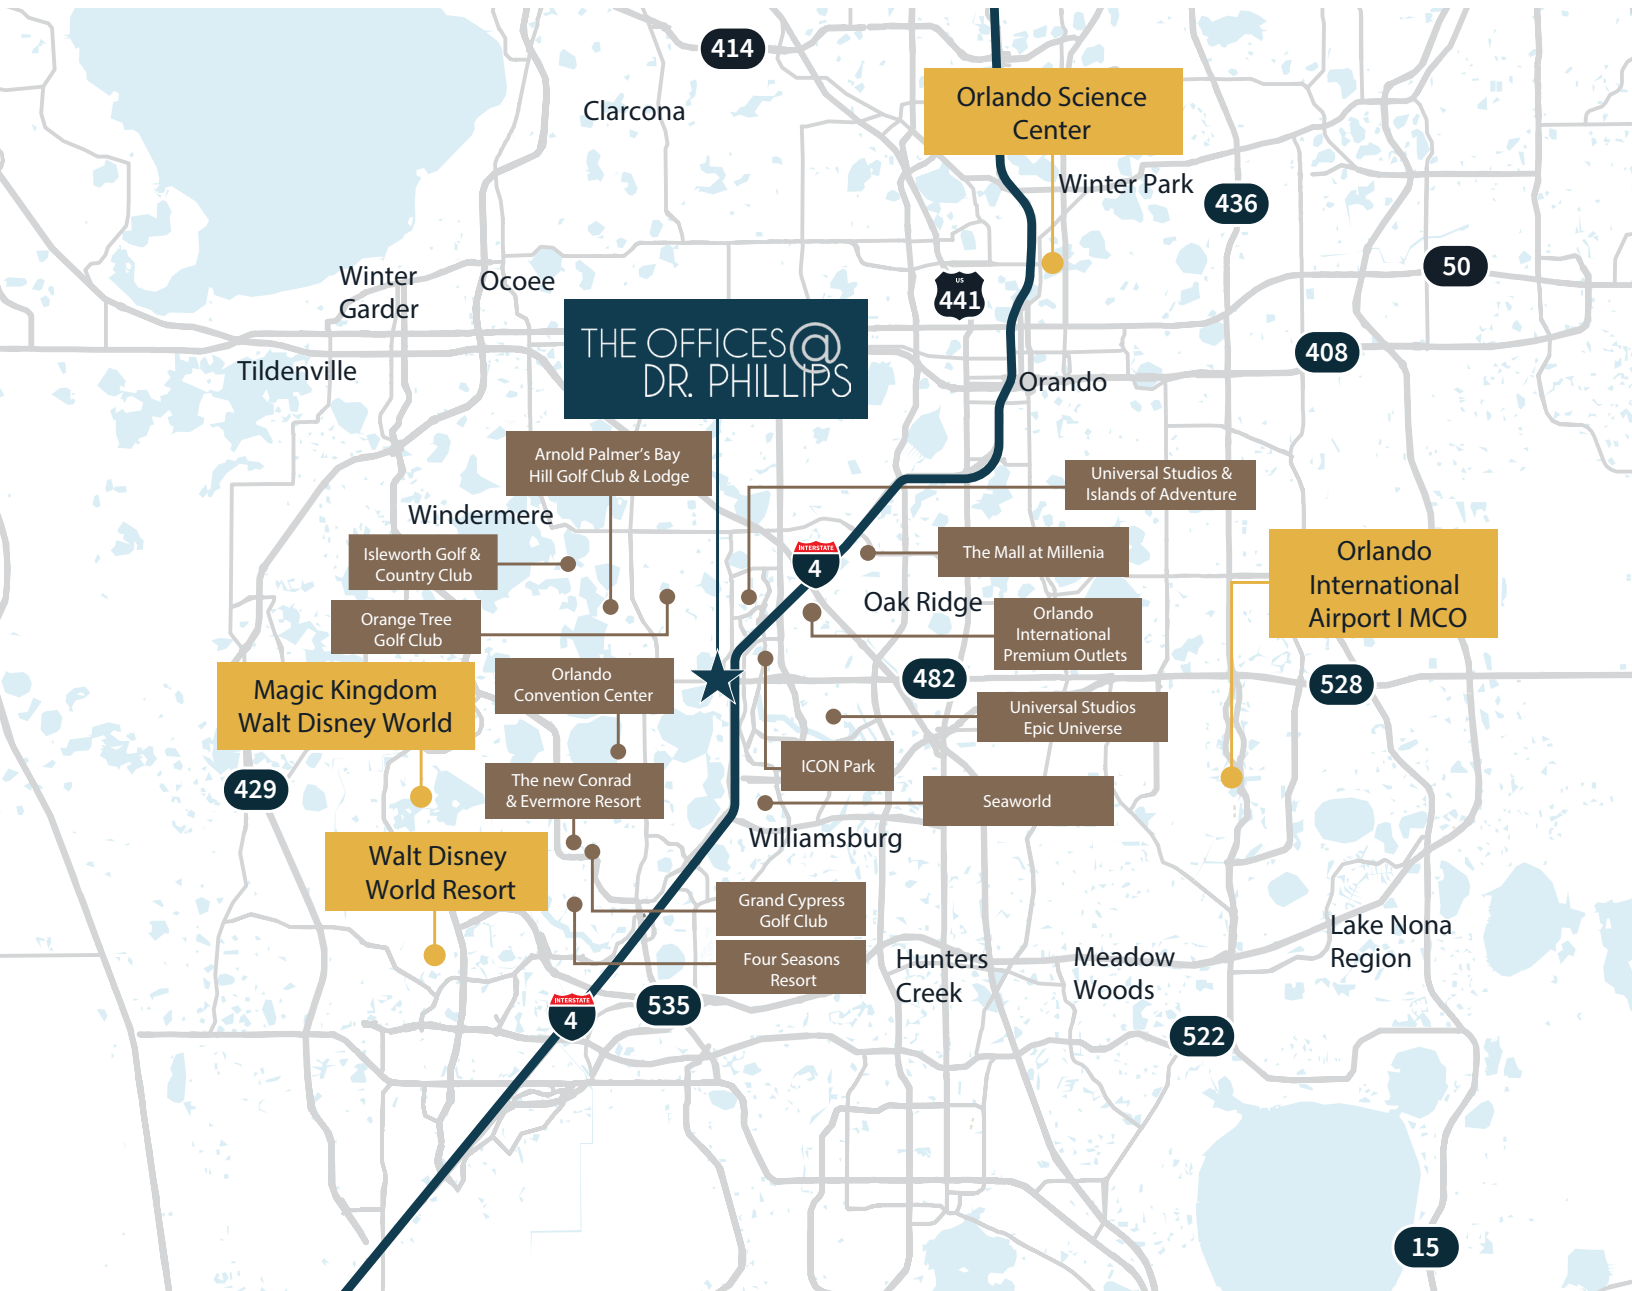 414
Clarcona
Orlando Science
Center
Winter Park
436
Winter
Garder
Ocoee
50
US
441
THE OFFICES@
DR. PHILLIPS
408
Tildenville
Orando
Arnold Palmer’s Bay
Hill Golf Club & Lodge
Universal Studios &
Islands of Adventure
Windermere
Isleworth Golf &
Country Club
INTERSTATE
4
The Mall at Millenia
Orlando
International
Airport I MCO
Oak Ridge
Orange Tree
Golf Club
Orlando
International
Premium Outlets
Magic Kingdom
Walt Disney World
Orlando
Convention Center
482
528
Universal Studios
Epic Universe
ICON Park
429
The new Conrad
& Evermore Resort
Seaworld
Williamsburg
Walt Disney
World Resort
Grand Cypress
Golf Club
Four Seasons
Resort
Hunters
Creek
Meadow
Woods
Lake Nona
Region
INTERSTATE
4
535
522
15